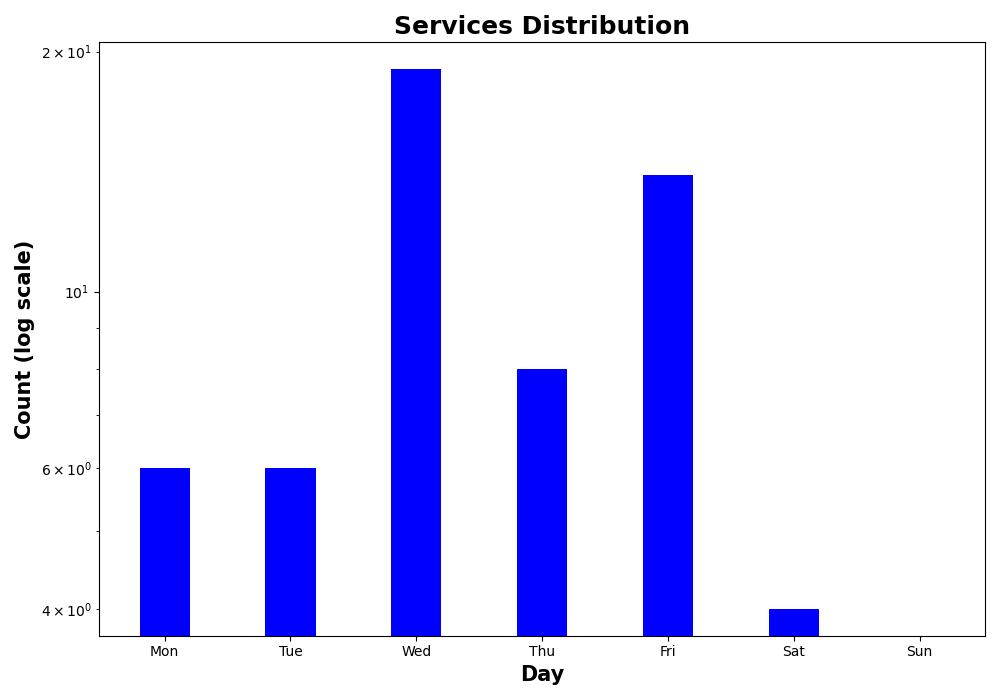 Services Distribution
Count (log scale)
2 × 10¹
10¹
6 × 10⁰
4 × 10⁰
Mon Tue Wed Thu Fri Sat Sun
Day